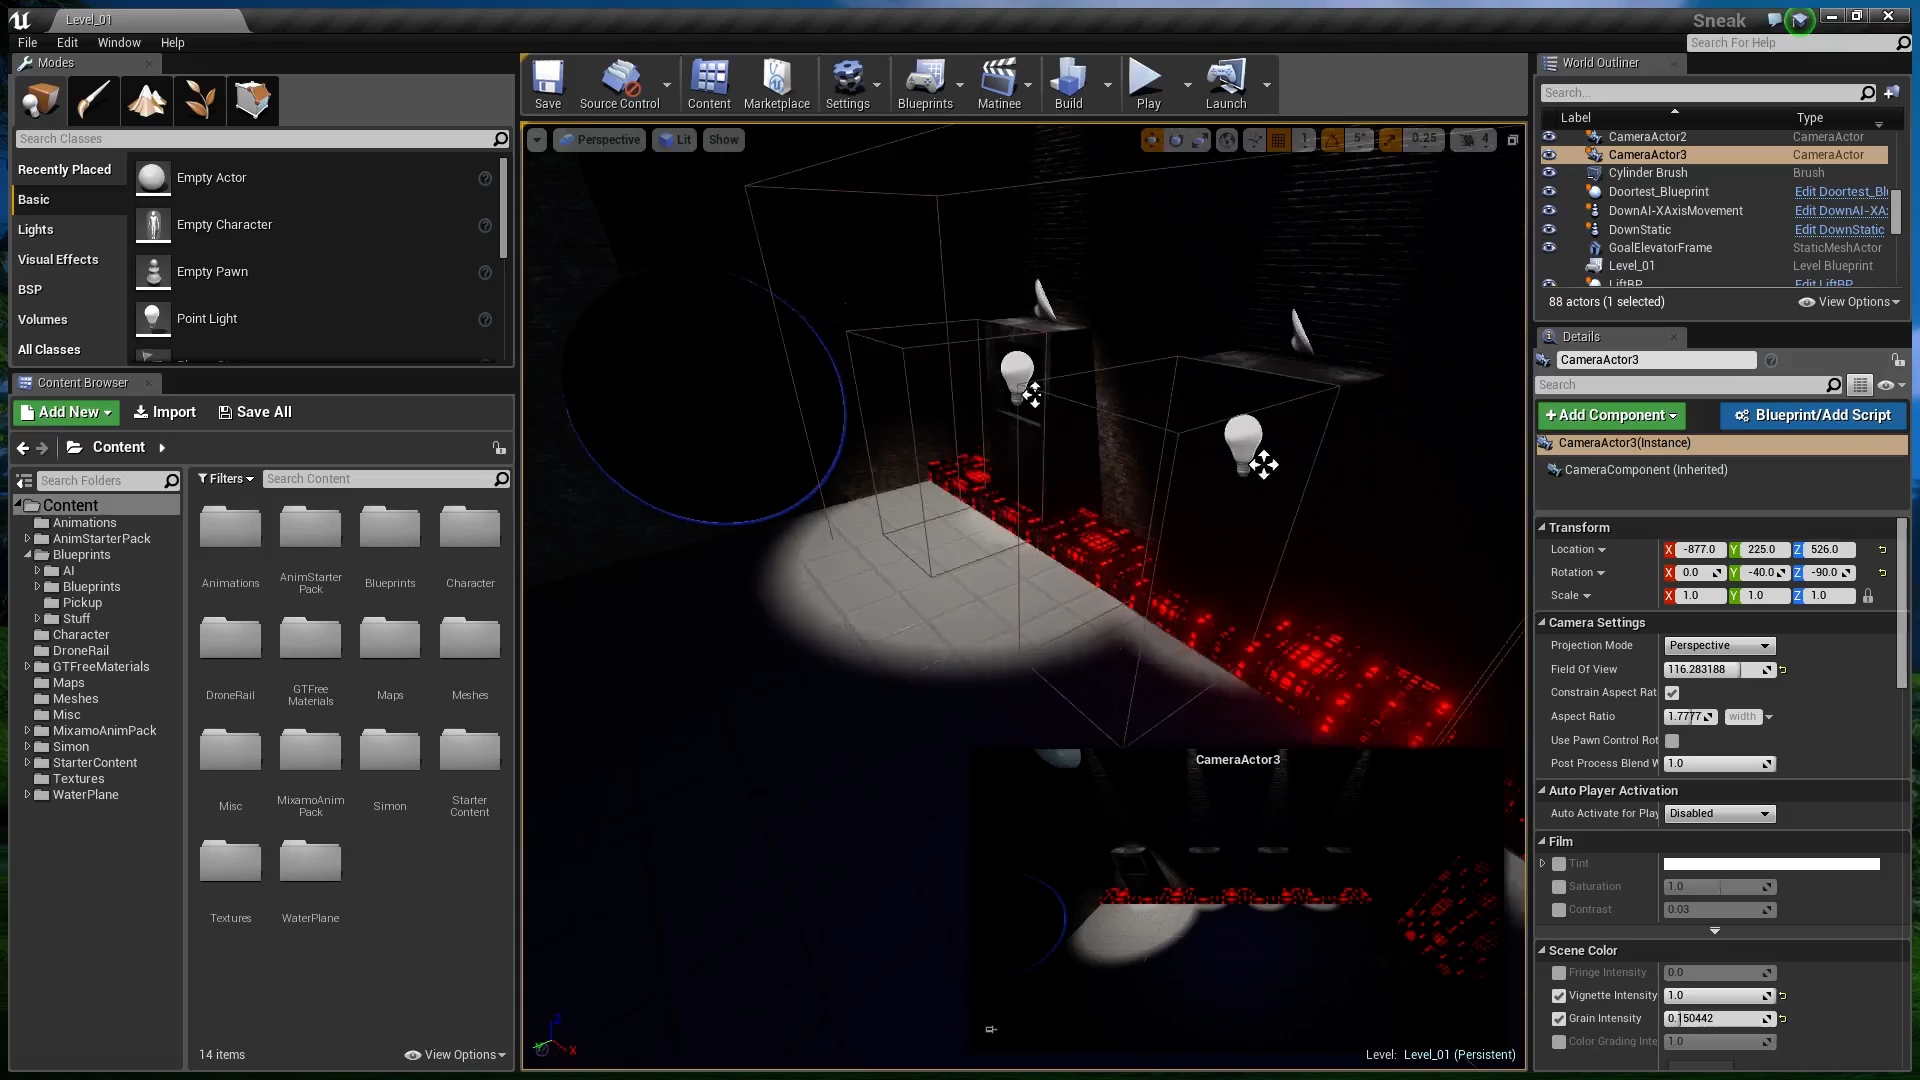 Level_01
Sneak
File Edit Window Help
Search For Help
Modes
Search Classes
Recently Placed
Basic
Lights
Visual Effects
BSP
Volumes
All Classes
Empty Actor
Empty Character
Empty Pawn
Point Light
Save
Source Control
Content
Marketplace
Settings
Blueprints
Matinee
Build
Play
Launch
Perspective
Lit
Show
1
5°
0.25
4
CameraActor3
Level: Level_01 (Persistent)
Content Browser
Add New
Import
Save All
Content
Search Folders
Filters
Search Content
Content
Animations
AnimStarterPack
Blueprints
AI
Blueprints
Pickup
Stuff
Character
DroneRail
GTFreeMaterials
Maps
Meshes
Misc
MixamoAnimPack
Simon
StarterContent
Textures
WaterPlane
Animations
AnimStarter
Pack
Blueprints
Character
DroneRail
GTFree
Materials
Maps
Meshes
Misc
MixamoAnim
Pack
Simon
Starter
Content
Textures
WaterPlane
14 items
View Options
World Outliner
Search...
Label Type
CameraActor2 CameraActor
CameraActor3 CameraActor
Cylinder Brush Brush
Doortest_Blueprint Edit Doortest_Bl
DownAI-XAxisMovement Edit DownAI-XA
DownStatic Edit DownStatic
GoalElevatorFrame StaticMeshActor
Level_01 Level Blueprint
LiftBP Edit LiftBP
88 actors (1 selected)
View Options
Details
CameraActor3
Search
+Add Component
Blueprint/Add Script
CameraActor3(Instance)
CameraComponent (Inherited)
Transform
Location X -877.0 Y 225.0 Z 526.0
Rotation X 0.0 Y -40.0 Z -90.0
Scale X 1.0 Y 1.0 Z 1.0
Camera Settings
Projection Mode Perspective
Field Of View 116.283188
Constrain Aspect Rat
Aspect Ratio 1.7777 width
Use Pawn Control Rot
Post Process Blend W 1.0
Auto Player Activation
Auto Activate for Play Disabled
Film
Tint
Saturation 1.0
Contrast 0.03
Scene Color
Fringe Intensity 0.0
Vignette Intensity 1.0
Grain Intensity 0.150442
Color Grading Inte 1.0